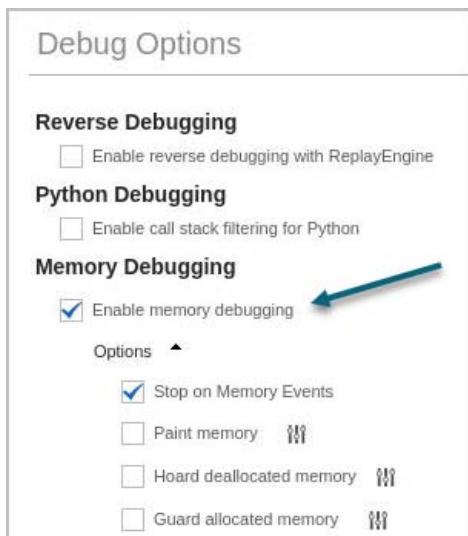 Debug Options
Reverse Debugging
Enable reverse debugging with ReplayEngine
Python Debugging
Enable call stack filtering for Python
Memory Debugging
Enable memory debugging
Options
Stop on Memory Events
Paint memory
Hoard deallocated memory
Guard allocated memory